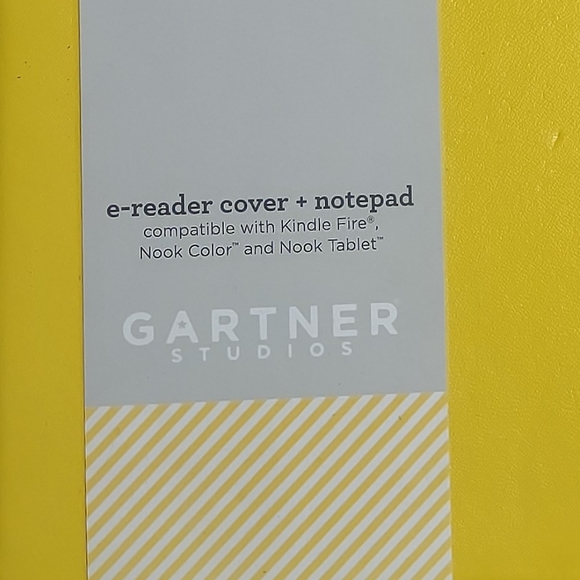 e-reader cover + notepad
compatible with Kindle Fire®,
Nook Color™ and Nook Tablet™
GARTNER®
STUDIOS